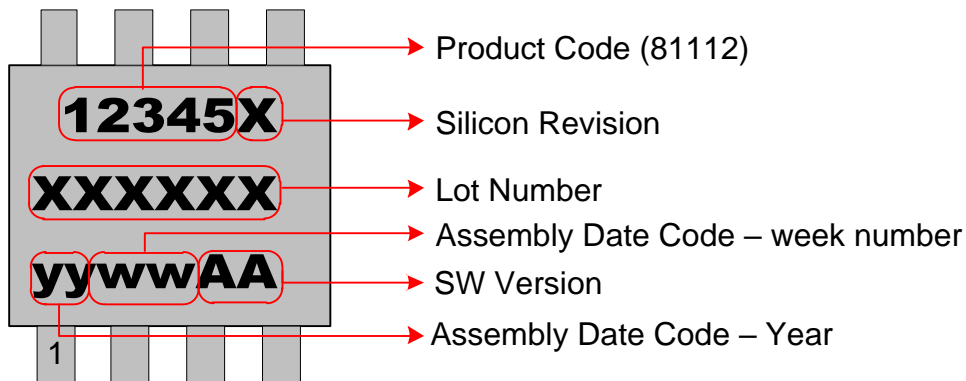 Product Code (81112)
12345X
Silicon Revision
XXXXXX
Lot Number
Assembly Date Code – week number
yywwAA
SW Version
Assembly Date Code – Year
1